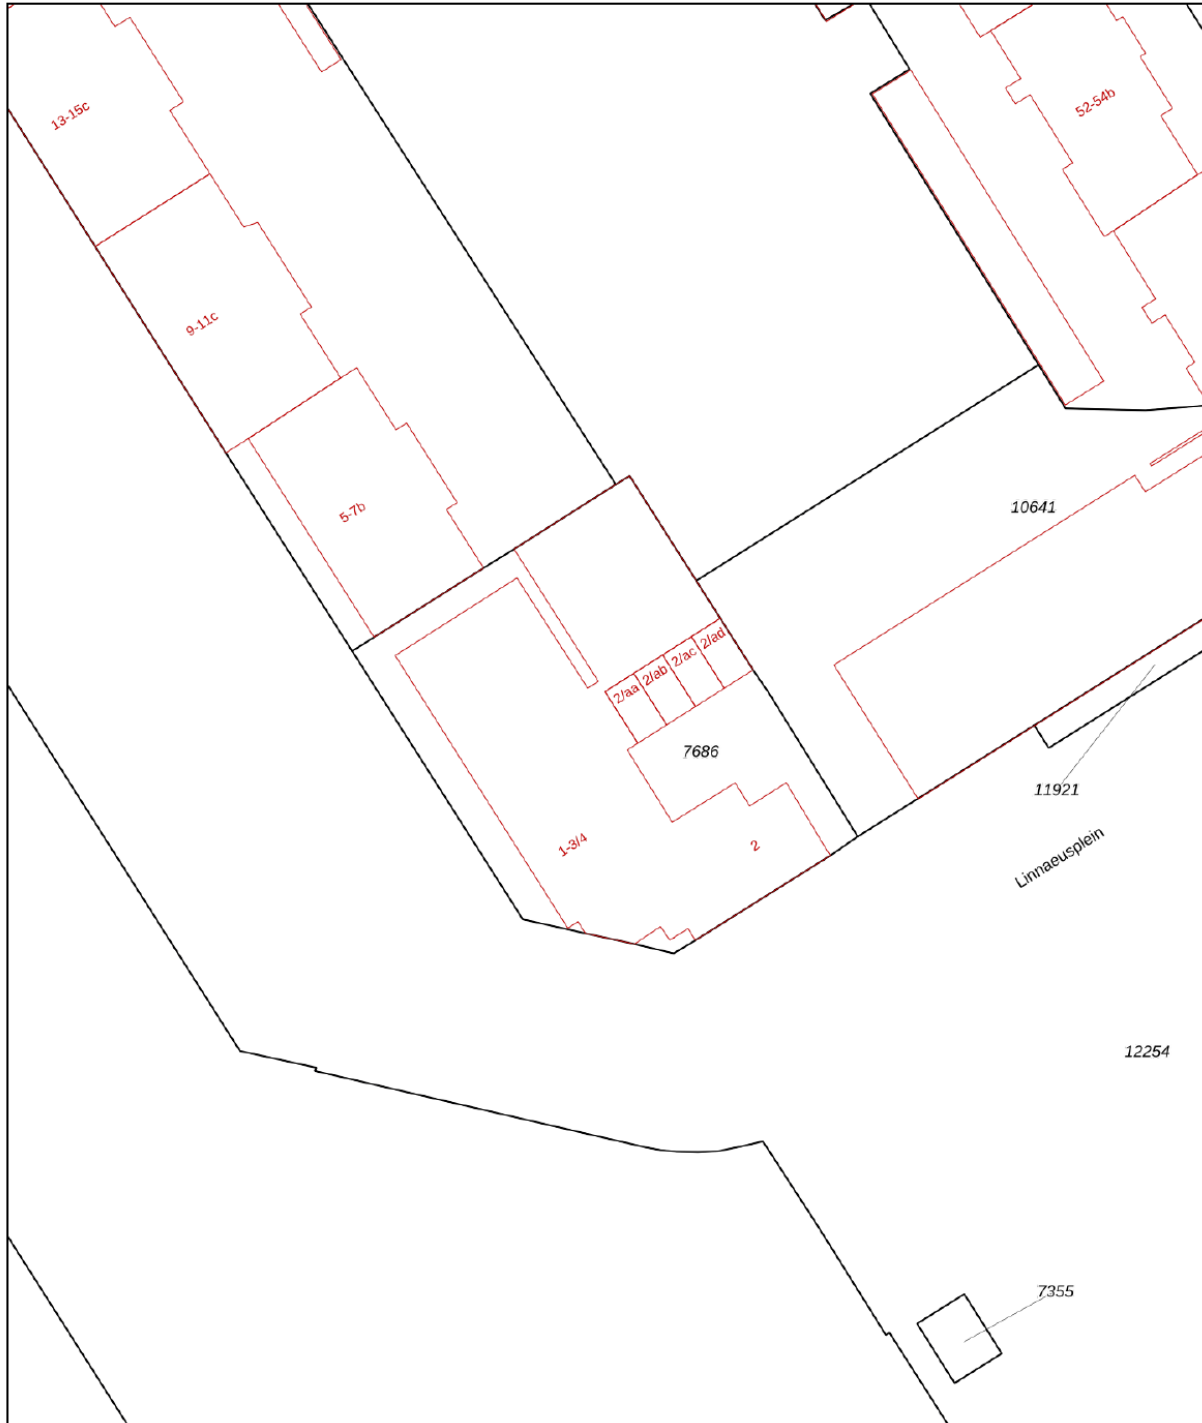 52-54b
13-15c
9-11c
5-7b
10641
2/ad
2/ac
2/ab
2/aa
7686
11921
1-3/4
2
Linnaeusplein
12254
7355